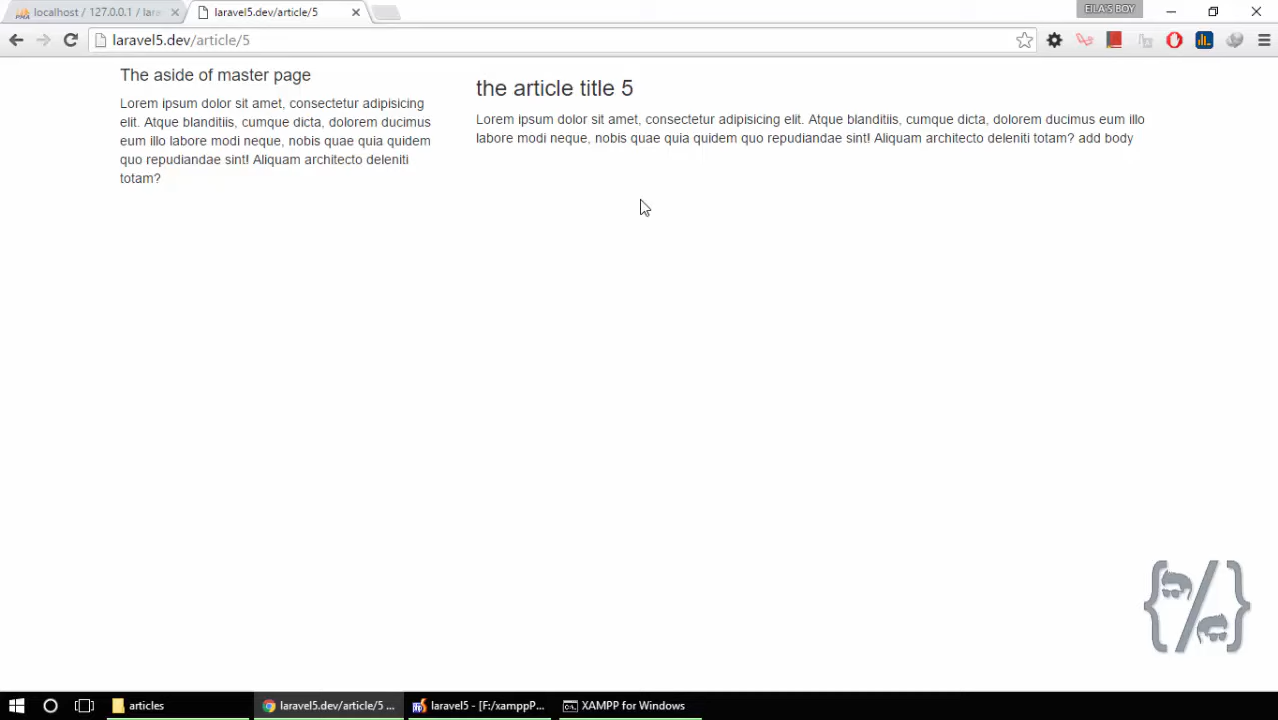 localhost / 127.0.0.1 / lara
laravel5.dev/article/5
EILA'S BOY
laravel5.dev/article/5
The aside of master page
Lorem ipsum dolor sit amet, consectetur adipisicing
elit. Atque blanditiis, cumque dicta, dolorem ducimus
eum illo labore modi neque, nobis quae quia quidem
quo repudiandae sint! Aliquam architecto deleniti
totam?
the article title 5
Lorem ipsum dolor sit amet, consectetur adipisicing elit. Atque blanditiis, cumque dicta, dolorem ducimus eum illo
labore modi neque, nobis quae quia quidem quo repudiandae sint! Aliquam architecto deleniti totam? add body
articles
laravel5.dev/article/5 ...
laravel5 - [F:/xamppP...
XAMPP for Windows